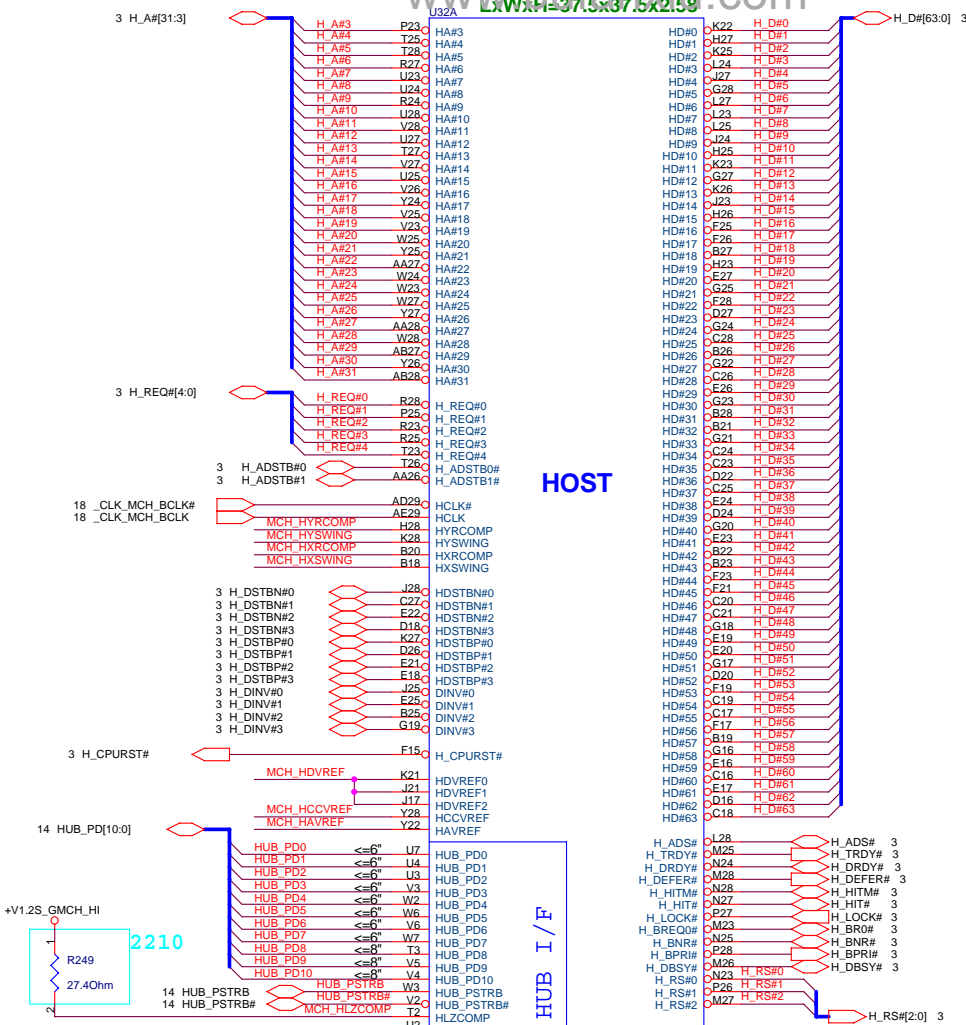 www.
.com
LxWxH=37.5x37.5x2.59
U32A
3 H_A#[31:3]
H_A#3 P23 HA#3
H_A#4 T25 HA#4
H_A#5 T28 HA#5
H_A#6 R27 HA#6
H_A#7 U23 HA#7
H_A#8 U24 HA#8
H_A#9 R24 HA#9
H_A#10 U28 HA#10
H_A#11 V28 HA#11
H_A#12 U27 HA#12
H_A#13 T27 HA#13
H_A#14 V27 HA#14
H_A#15 U25 HA#15
H_A#16 V26 HA#16
H_A#17 Y24 HA#17
H_A#18 V25 HA#18
H_A#19 V23 HA#19
H_A#20 W25 HA#20
H_A#21 Y25 HA#21
H_A#22 AA27 HA#22
H_A#23 W24 HA#23
H_A#24 W23 HA#24
H_A#25 W27 HA#25
H_A#26 Y27 HA#26
H_A#27 AA28 HA#27
H_A#28 W28 HA#28
H_A#29 AB27 HA#29
H_A#30 Y26 HA#30
H_A#31 AB28 HA#31
3 H_REQ#[4:0]
H_REQ#0 R28 H_REQ#0
H_REQ#1 P25 H_REQ#1
H_REQ#2 R23 H_REQ#2
H_REQ#3 R25 H_REQ#3
H_REQ#4 T23 H_REQ#4
3 H_ADSTB#0 T26 H_ADSTB0#
3 H_ADSTB#1 AA26 H_ADSTB1#
HOST
18 _CLK_MCH_BCLK# AD29 HCLK#
18 _CLK_MCH_BCLK AE29 HCLK
MCH_HYRCOMP H28 HYRCOMP
MCH_HYSWING K28 HYSWING
MCH_HXRCOMP B20 HXRCOMP
MCH_HXSWING B18 HXSWING
3 H_DSTBN#0 J28 HDSTBN#0
3 H_DSTBN#1 C27 HDSTBN#1
3 H_DSTBN#2 E22 HDSTBN#2
3 H_DSTBN#3 D18 HDSTBN#3
3 H_DSTBP#0 K27 HDSTBP#0
3 H_DSTBP#1 D26 HDSTBP#1
3 H_DSTBP#2 E21 HDSTBP#2
3 H_DSTBP#3 E18 HDSTBP#3
3 H_DINV#0 J25 DINV#0
3 H_DINV#1 E25 DINV#1
3 H_DINV#2 B25 DINV#2
3 H_DINV#3 G19 DINV#3
3 H_CPURST# F15 H_CPURST#
MCH_HDVREF K21 HDVREF0
J21 HDVREF1
J17 HDVREF2
MCH_HCCVREF Y28 HCCVREF
MCH_HAVREF Y22 HAVREF
14 HUB_PD[10:0]
HUB_PD0 <=6" U7 HUB_PD0
HUB_PD1 <=6" U4 HUB_PD1
HUB_PD2 <=6" U3 HUB_PD2
HUB_PD3 <=6" V3 HUB_PD3
HUB_PD4 <=6" W2 HUB_PD4
HUB_PD5 <=6" W6 HUB_PD5
HUB_PD6 <=6" V6 HUB_PD6
HUB_PD7 <=6" W7 HUB_PD7
HUB_PD8 <=8" T3 HUB_PD8
HUB_PD9 <=8" V5 HUB_PD9
HUB_PD10 <=8" V4 HUB_PD10
14 HUB_PSTRB HUB_PSTRB W3 HUB_PSTRB
14 HUB_PSTRB# HUB_PSTRB# V2 HUB_PSTRB#
MCH_HLZCOMP T2 HLZCOMP
U2
HUB I/F
+V1.2S_GMCH_HI
2210
1
R249
27.4Ohm
2
H_D#[63:0] 3
HD#0 K22 H_D#0
HD#1 H27 H_D#1
HD#2 K25 H_D#2
HD#3 L24 H_D#3
HD#4 J27 H_D#4
HD#5 G28 H_D#5
HD#6 L27 H_D#6
HD#7 L23 H_D#7
HD#8 L25 H_D#8
HD#9 J24 H_D#9
HD#10 H25 H_D#10
HD#11 K23 H_D#11
HD#12 G27 H_D#12
HD#13 K26 H_D#13
HD#14 J23 H_D#14
HD#15 H26 H_D#15
HD#16 F25 H_D#16
HD#17 F26 H_D#17
HD#18 B27 H_D#18
HD#19 H23 H_D#19
HD#20 E27 H_D#20
HD#21 G25 H_D#21
HD#22 F28 H_D#22
HD#23 D27 H_D#23
HD#24 G24 H_D#24
HD#25 C28 H_D#25
HD#26 B26 H_D#26
HD#27 G22 H_D#27
HD#28 C26 H_D#28
HD#29 E26 H_D#29
HD#30 G23 H_D#30
HD#31 B28 H_D#31
HD#32 B21 H_D#32
HD#33 G21 H_D#33
HD#34 C24 H_D#34
HD#35 C23 H_D#35
HD#36 D22 H_D#36
HD#37 C25 H_D#37
HD#38 E24 H_D#38
HD#39 D24 H_D#39
HD#40 G20 H_D#40
HD#41 E23 H_D#41
HD#42 B22 H_D#42
HD#43 B23 H_D#43
HD#44 F23 H_D#44
HD#45 F21 H_D#45
HD#46 C20 H_D#46
HD#47 C21 H_D#47
HD#48 G18 H_D#48
HD#49 E19 H_D#49
HD#50 E20 H_D#50
HD#51 G17 H_D#51
HD#52 D20 H_D#52
HD#53 F19 H_D#53
HD#54 C19 H_D#54
HD#55 C17 H_D#55
HD#56 F17 H_D#56
HD#57 B19 H_D#57
HD#58 G16 H_D#58
HD#59 E16 H_D#59
HD#60 C16 H_D#60
HD#61 E17 H_D#61
HD#62 D16 H_D#62
HD#63 C18 H_D#63
H_ADS# L28 H_ADS# 3
H_TRDY# M25 H_TRDY# 3
H_DRDY# N24 H_DRDY# 3
H_DEFER# M28 H_DEFER# 3
H_HITM# N28 H_HITM# 3
H_HIT# N27 H_HIT# 3
H_LOCK# P27 H_LOCK# 3
H_BREQ0# M23 H_BR0# 3
H_BNR# N25 H_BNR# 3
H_BPRI# P28 H_BPRI# 3
H_DBSY# M26 H_DBSY# 3
H_RS#0 N23 H_RS#0
H_RS#1 P26 H_RS#1
H_RS#2 M27 H_RS#2
H_RS#[2:0] 3